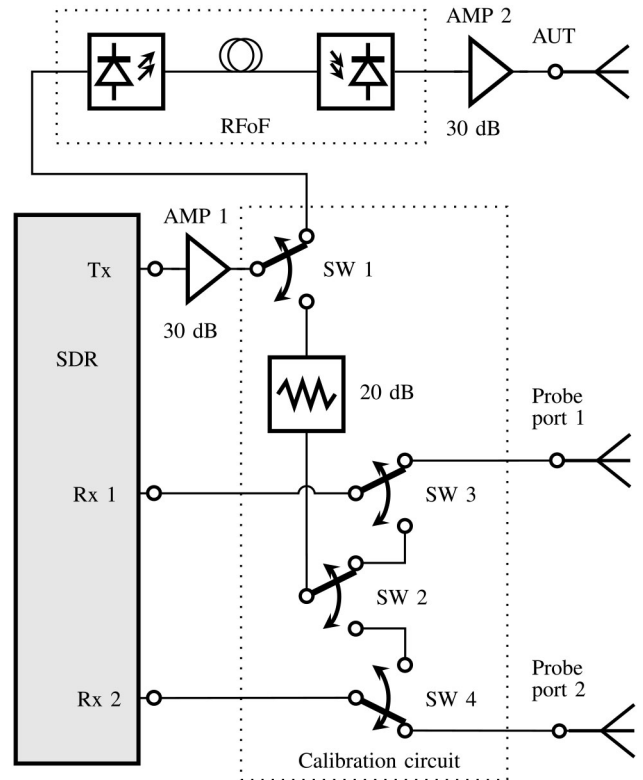 AMP 2
AUT
RFoF
30 dB
AMP 1
Tx
SW 1
30 dB
SDR
20 dB
Probe
port 1
Rx 1
SW 3
SW 2
Probe
port 2
Rx 2
SW 4
Calibration circuit